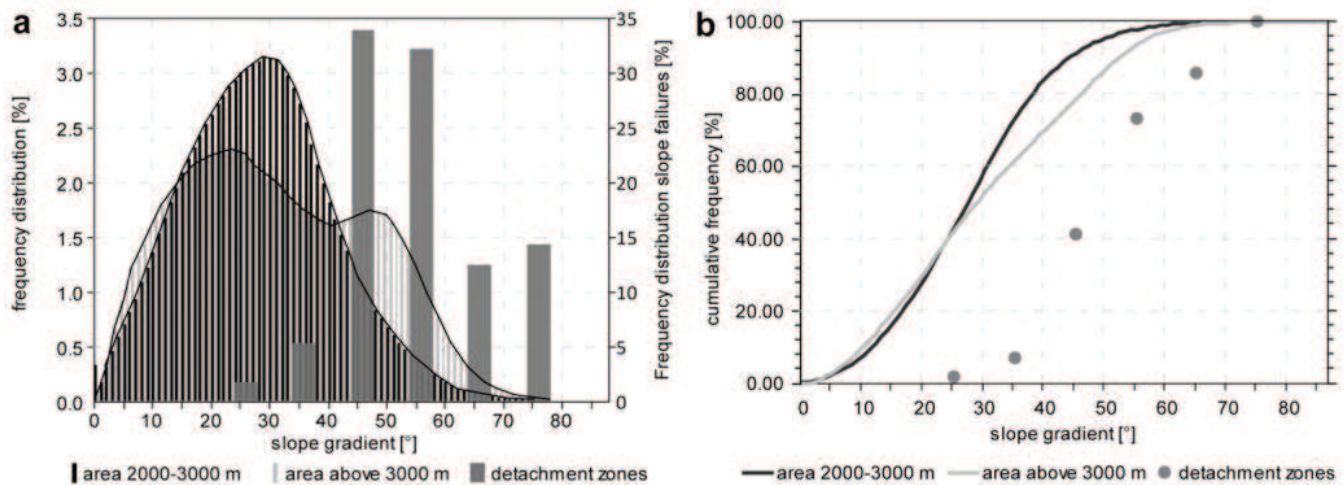 a
frequency distribution [%]
3.5
3.0
2.5
2.0
1.5
1.0
0.5
0.0
0 10 20 30 40 50 60 70 80
slope gradient [°]
35
30
25
20
15
10
5
0
Frequency distribution slope failures [%]
area 2000-3000 m area above 3000 m detachment zones
b
cumulative frequency [%]
100.00
80.00
60.00
40.00
20.00
0.00
0 10 20 30 40 50 60 70 80
slope gradient [°]
area 2000-3000 m area above 3000 m detachment zones